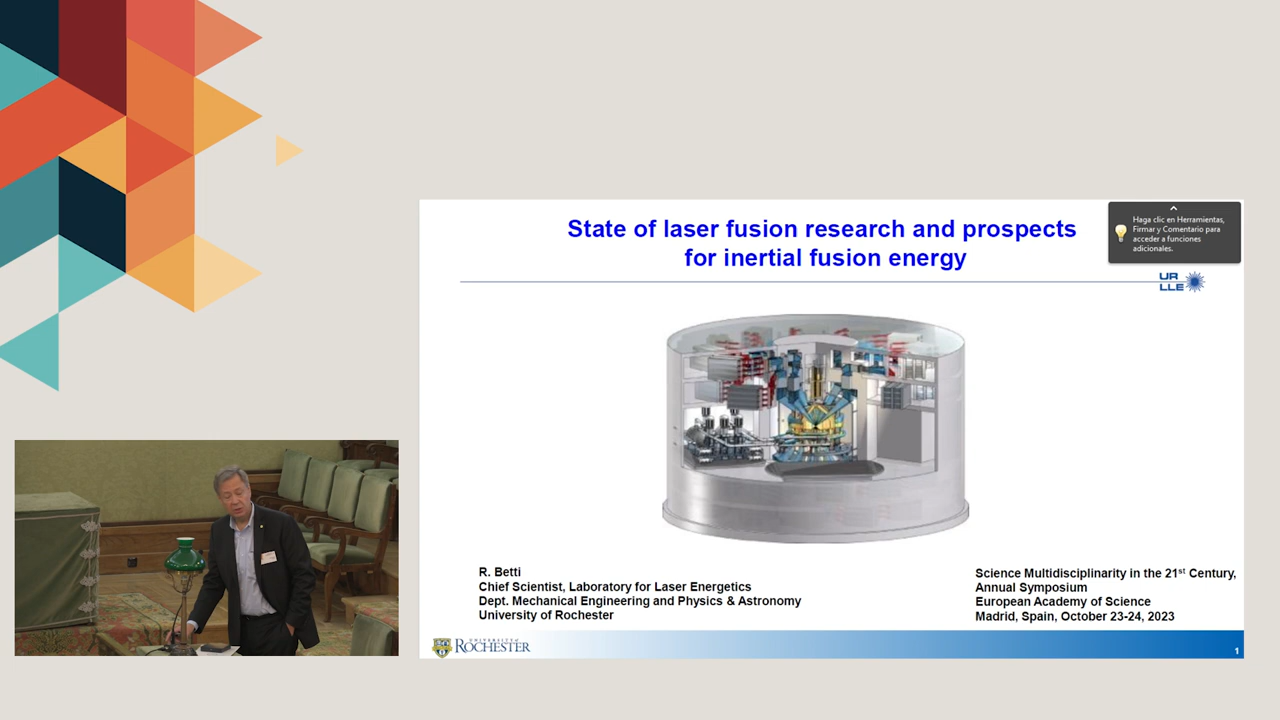 State of laser fusion research and prospects
for inertial fusion energy
Haga clic en Herramientas,
Firmar y Comentario para
acceder a funciones
adicionales.
UR
LLE
R. Betti
Chief Scientist, Laboratory for Laser Energetics
Dept. Mechanical Engineering and Physics & Astronomy
University of Rochester
Science Multidisciplinarity in the 21st Century,
Annual Symposium
European Academy of Science
Madrid, Spain, October 23-24, 2023
UNIVERSITY of
ROCHESTER
1